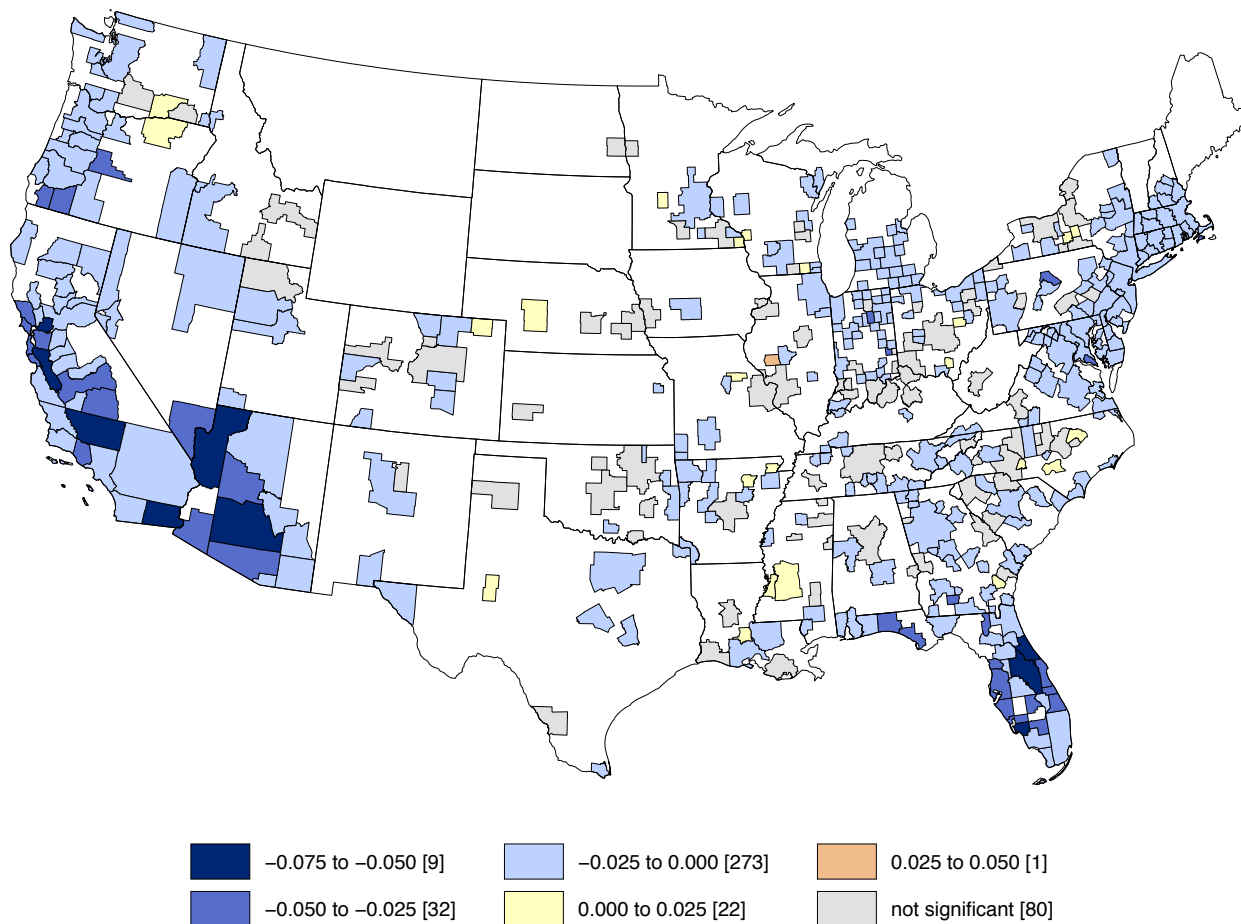 −0.075 to −0.050 [9]
−0.025 to 0.000 [273]
0.025 to 0.050 [1]
−0.050 to −0.025 [32]
0.000 to 0.025 [22]
not significant [80]